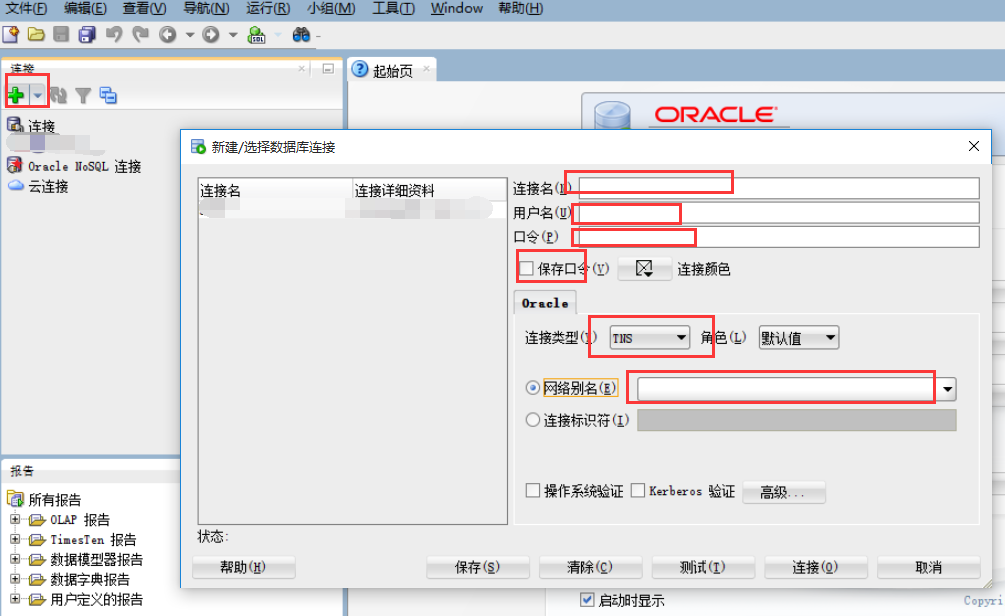 文件(F) 编辑(E) 查看(V) 导航(N) 运行(R) 小组(M) 工具(T) Window 帮助(H)
SQL
连接
起始页
连接
Oracle NoSQL 连接
云连接
ORACLE
新建/选择数据库连接
连接名 连接详细资料
连接名(N)
用户名(U)
口令(P)
保存口令(V) 连接颜色
Oracle
连接类型(Y) TNS 角色(L) 默认值
网络别名(E)
连接标识符(I)
操作系统验证 Kerberos 验证 高级...
状态:
帮助(H) 保存(S) 清除(C) 测试(T) 连接(O) 取消
报告
所有报告
OLAP 报告
TimesTen 报告
数据模型器报告
数据字典报告
用户定义的报告
启动时显示
Copyri